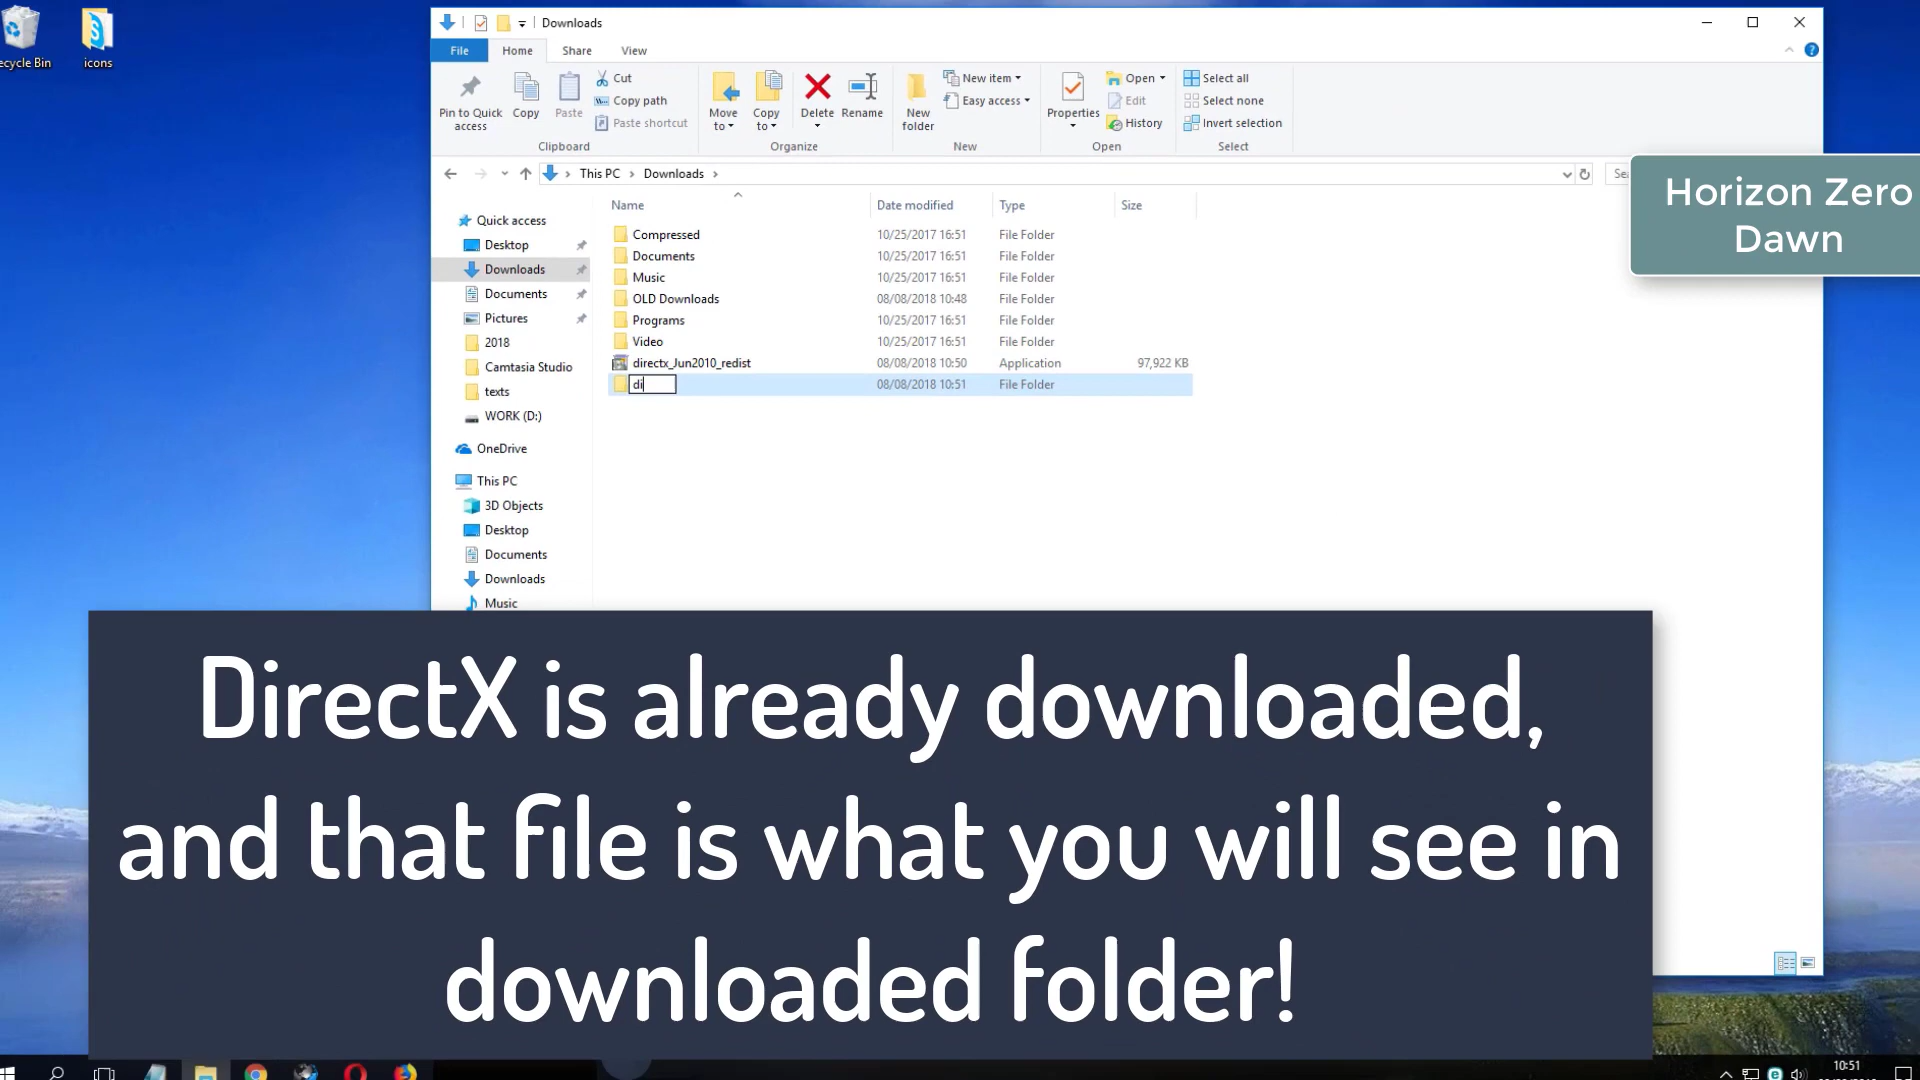 ecycle Bin
icons
Downloads
File
Home
Share
View
Pin to Quick access
Copy
Paste
Cut
Copy path
Paste shortcut
Clipboard
Move to
Copy to
Delete
Rename
Organize
New folder
New item
Easy access
New
Properties
Open
Edit
History
Open
Select all
Select none
Invert selection
Select
This PC > Downloads >
Sea
Horizon Zero
Dawn
Name Date modified Type Size
Compressed 10/25/2017 16:51 File Folder
Documents 10/25/2017 16:51 File Folder
Music 10/25/2017 16:51 File Folder
OLD Downloads 08/08/2018 10:48 File Folder
Programs 10/25/2017 16:51 File Folder
Video 10/25/2017 16:51 File Folder
directx_Jun2010_redist 08/08/2018 10:50 Application 97,922 KB
di 08/08/2018 10:51 File Folder
Quick access
Desktop
Downloads
Documents
Pictures
2018
Camtasia Studio
texts
WORK (D:)
OneDrive
This PC
3D Objects
Desktop
Documents
Downloads
Music
DirectX is already downloaded,
and that file is what you will see in
downloaded folder!
10:51